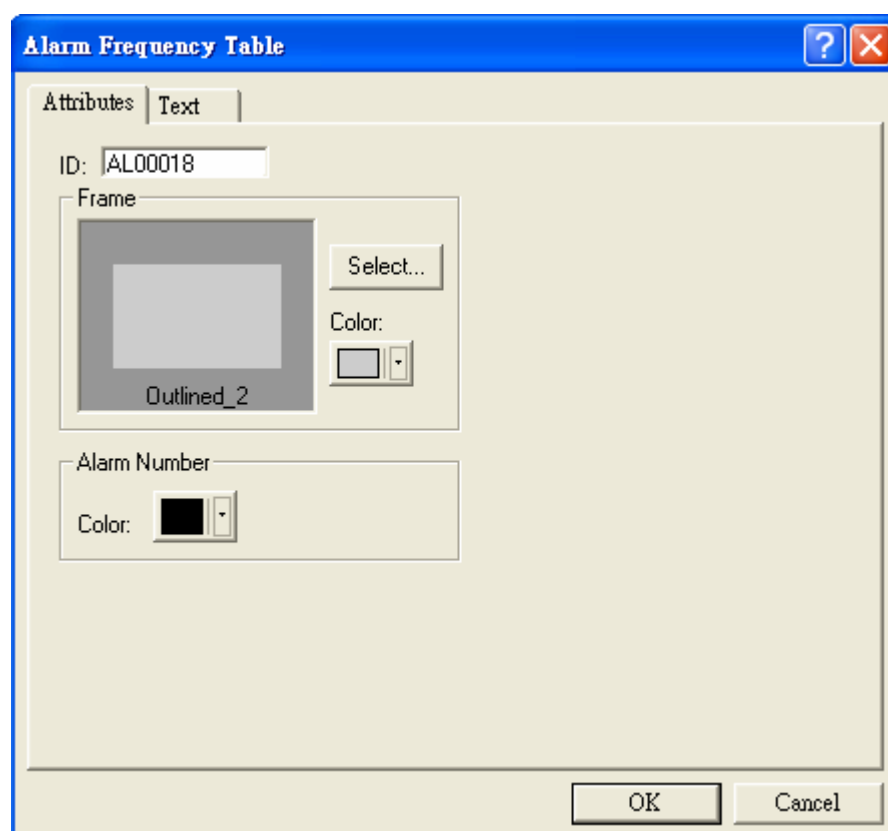 Alarm Frequency Table
Attributes
Text
ID: AL00018
Frame
Select...
Color:
Outlined_2
Alarm Number
Color:
OK
Cancel